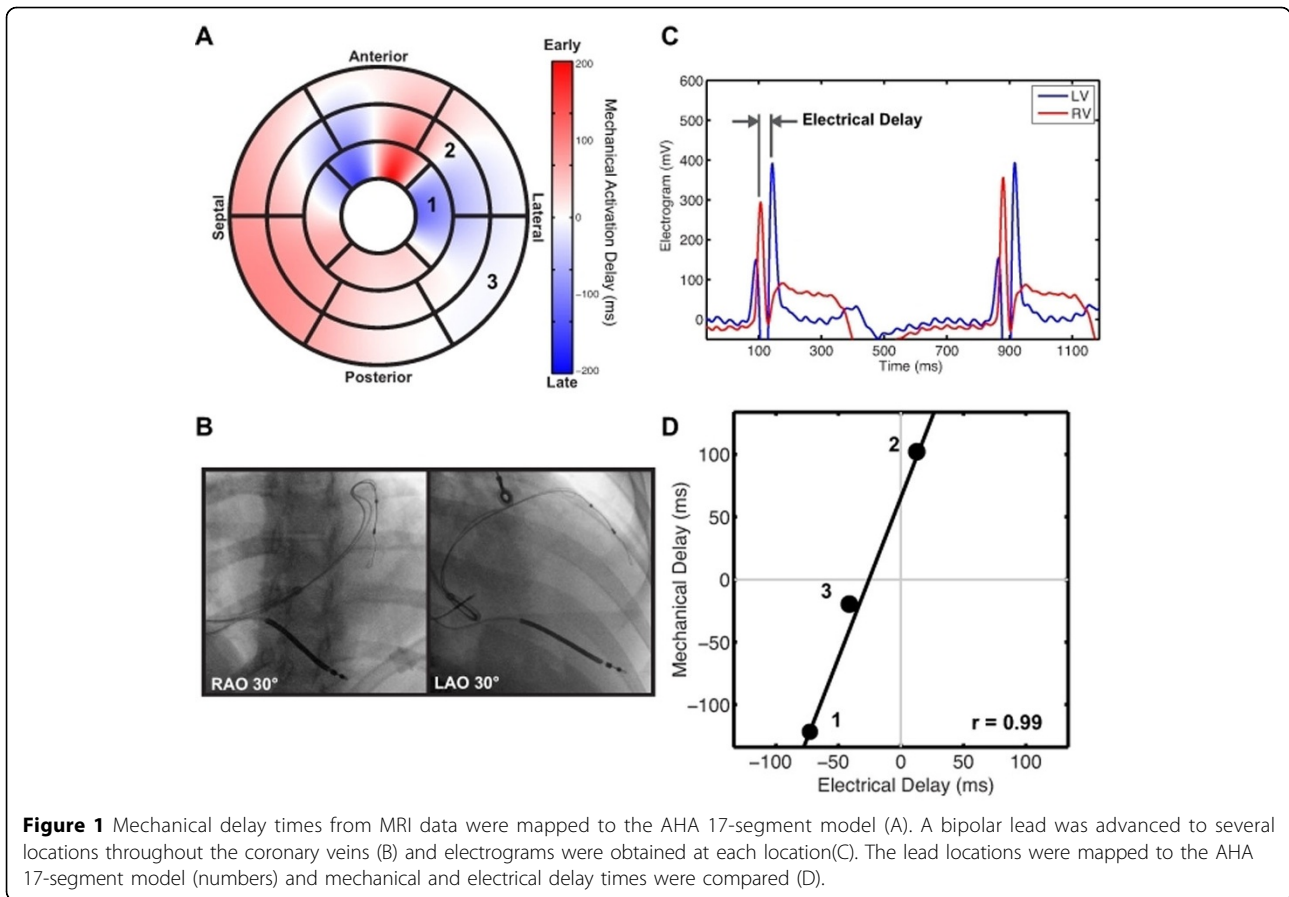 A
Anterior
Septal
Lateral
Posterior
1
2
3
Early
200
100
0
−100
−200
Late
Mechanical Activation Delay (ms)
B
RAO 30°
LAO 30°
C
LV
RV
Electrical Delay
Electrogram (mV)
600
500
400
300
200
100
0
100
300
500
700
900
1100
Time (ms)
D
Mechanical Delay (ms)
100
50
0
−50
−100
2
3
1
r = 0.99
−100
−50
0
50
100
Electrical Delay (ms)
Figure 1 Mechanical delay times from MRI data were mapped to the AHA 17-segment model (A). A bipolar lead was advanced to several
locations throughout the coronary veins (B) and electrograms were obtained at each location(C). The lead locations were mapped to the AHA
17-segment model (numbers) and mechanical and electrical delay times were compared (D).